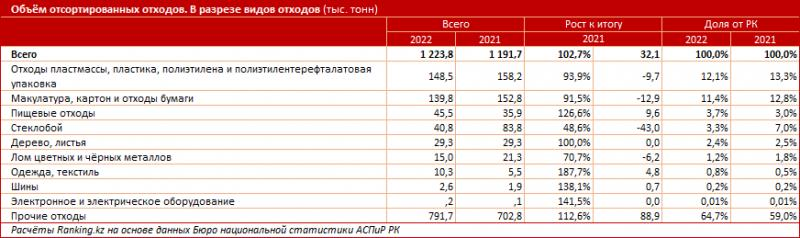 Объём отсортированных отходов. В разрезе видов отходов (тыс. тонн)
Всего Рост к итогу Доля от РК
2022 2021 2021 2022 2021
Всего 1 223,8 1 191,7 102,7% 32,1 100,0% 100,0%
Отходы пластмассы, пластика, полиэтилена и полиэтилентерефталатовая
упаковка 148,5 158,2 93,9% -9,7 12,1% 13,3%
Макулатура, картон и отходы бумаги 139,8 152,8 91,5% -12,9 11,4% 12,8%
Пищевые отходы 45,5 35,9 126,6% 9,6 3,7% 3,0%
Стеклобой 40,8 83,8 48,6% -43,0 3,3% 7,0%
Дерево, листья 29,3 29,3 100,0% 0,0 2,4% 2,5%
Лом цветных и чёрных металлов 15,0 21,3 70,7% -6,2 1,2% 1,8%
Одежда, текстиль 10,3 5,5 187,7% 4,8 0,8% 0,5%
Шины 2,6 1,9 138,1% 0,7 0,2% 0,2%
Электронное и электрическое оборудование ,2 ,1 141,5% 0,0 0,01% 0,01%
Прочие отходы 791,7 702,8 112,6% 88,9 64,7% 59,0%
Расчёты Ranking.kz на основе данных Бюро национальной статистики АСПиР РК